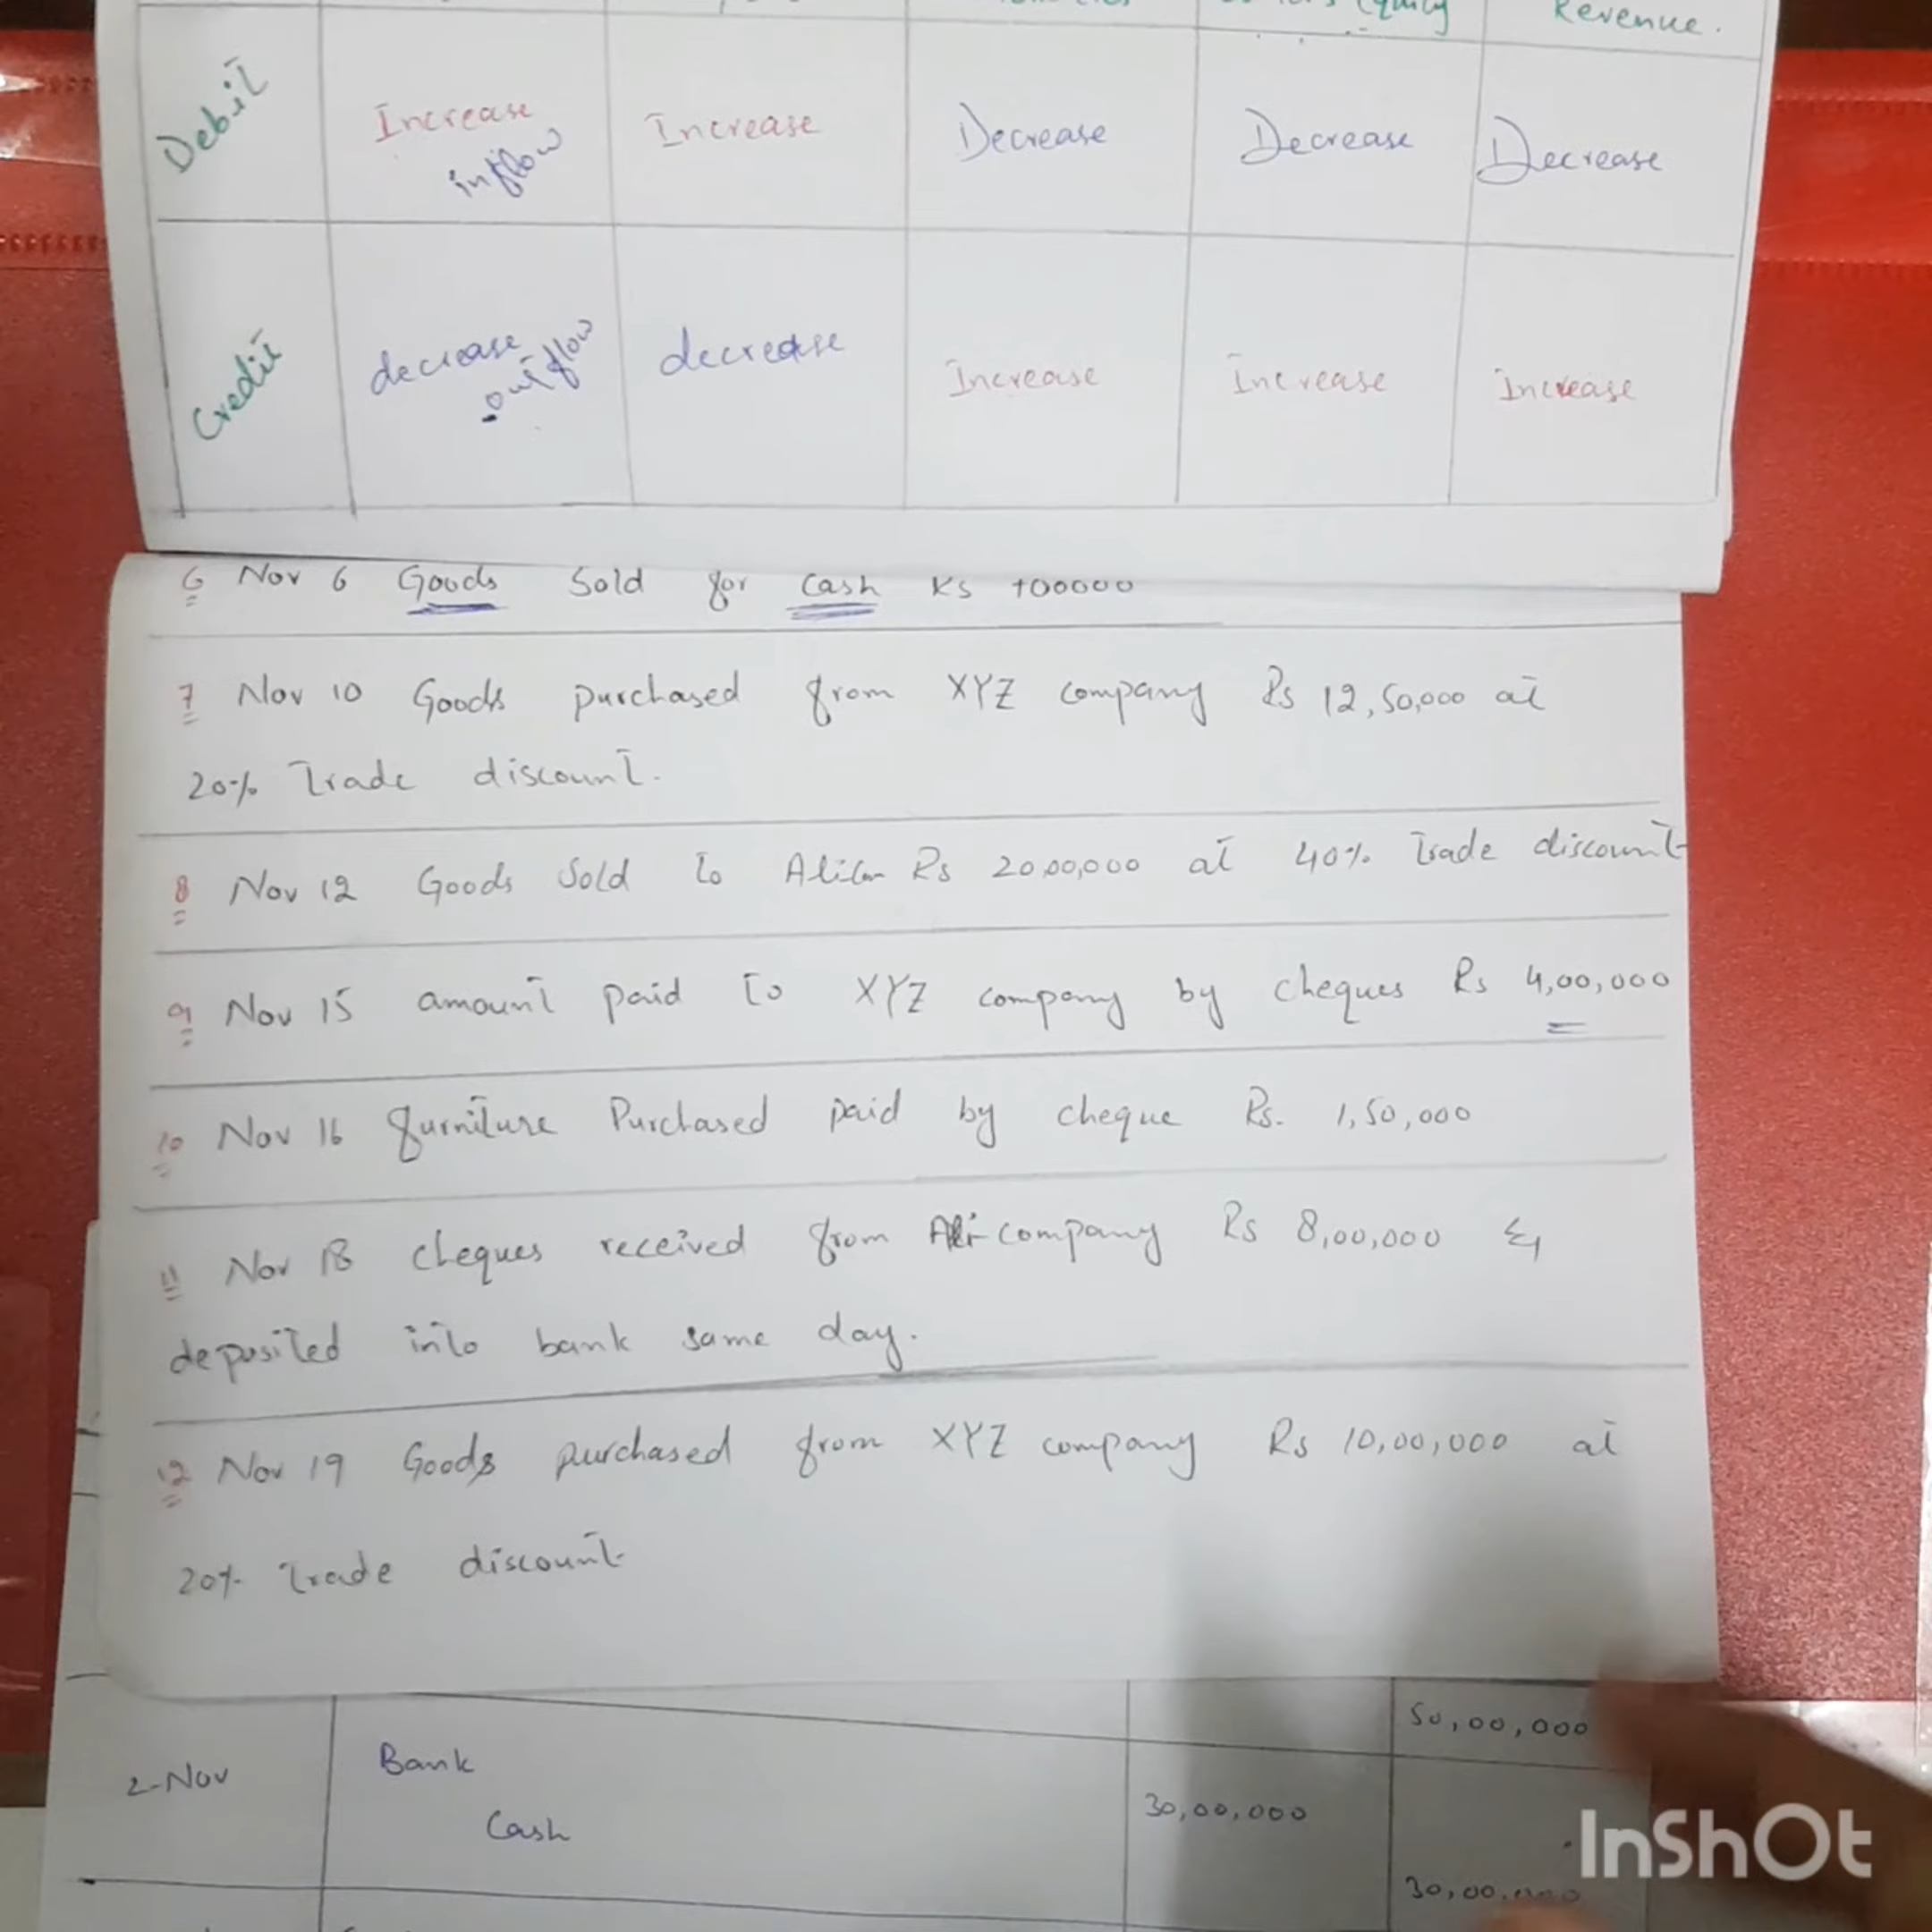 Equity Revenue.
Debit Increase inflow Increase Decrease Decrease Decrease
Credit decrease outflow decrease Increase Increase Increase
6 Nov 6 Goods Sold for Cash Rs
7 Nov 10 Goods purchased from XYZ company Rs 12,50,000 at
20% Trade discount.
8 Nov 12 Goods Sold to Rs 20,00,000 at 40% Trade discount
9 Nov 15 amount paid to XYZ company by cheques Rs 4,00,000
10 Nov 16 furniture Purchased paid by cheque Rs. 1,50,000
11 Nov 18 cheques received from Ali company Rs 8,00,000 &
deposited into bank same day.
12 Nov 19 Goods purchased from XYZ company Rs 10,00,000 at
20% Trade discount
50,00,000
2-Nov Bank 30,00,000
Cash 30,00,000
InShOt